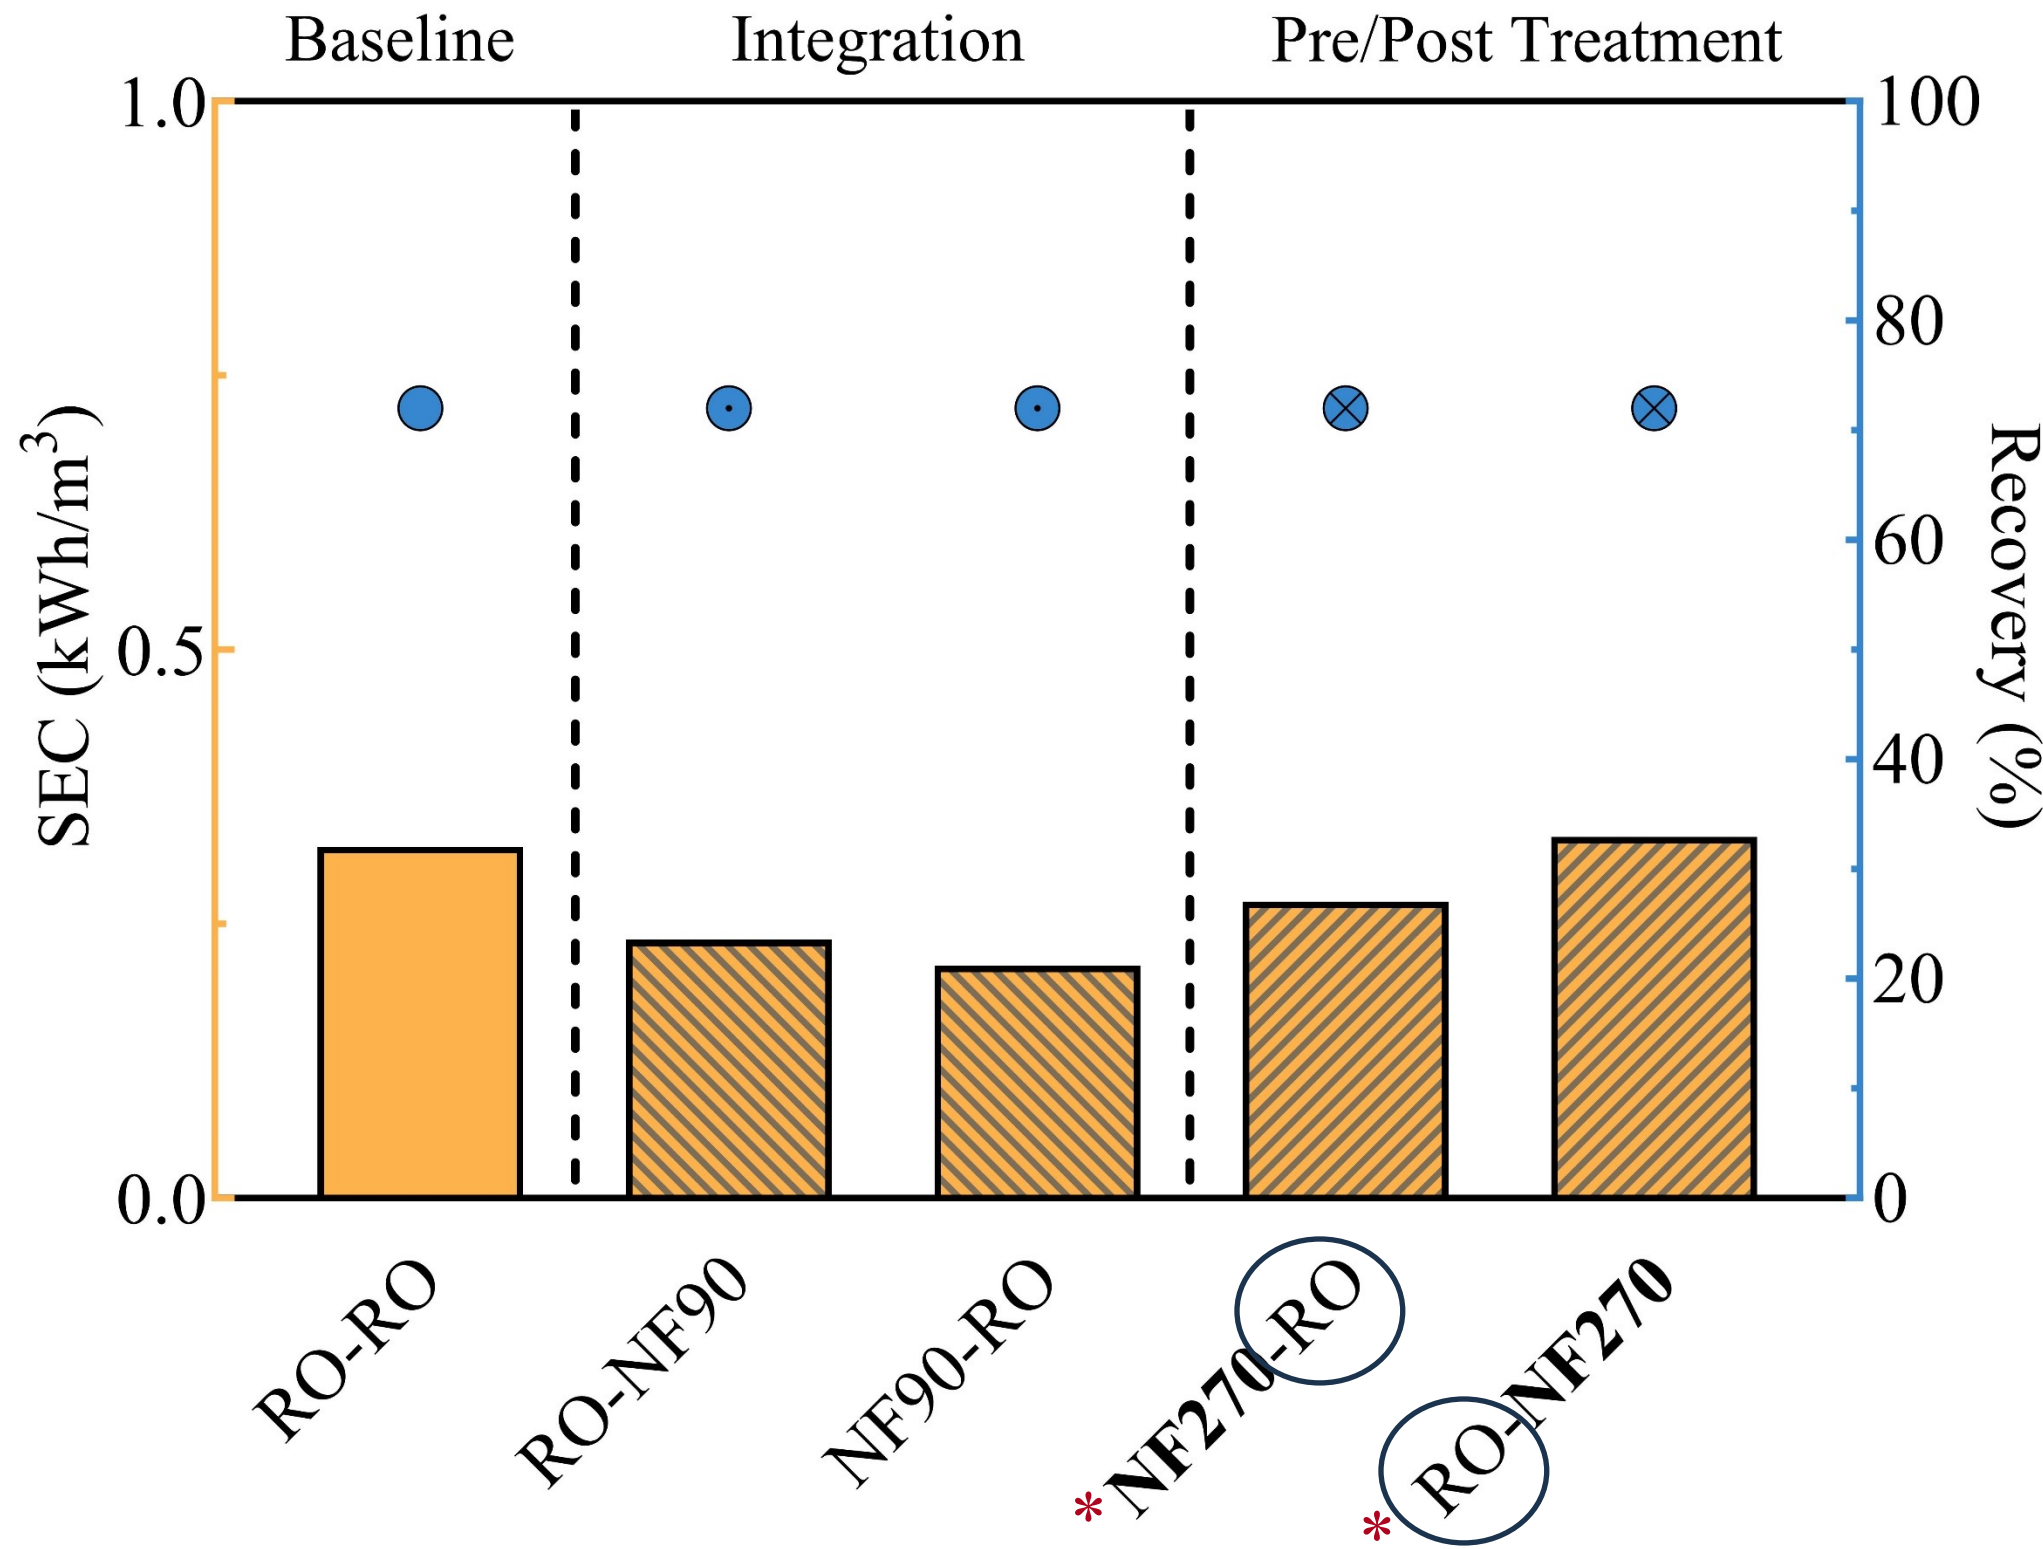 Baseline
Integration
Pre/Post Treatment
1.0
0.5
0.0
SEC (kWh/m³)
100
80
60
40
20
0
Recovery (%)
RO-RO
RO-NF90
NF90-RO
* NF270-RO
* RO-NF270